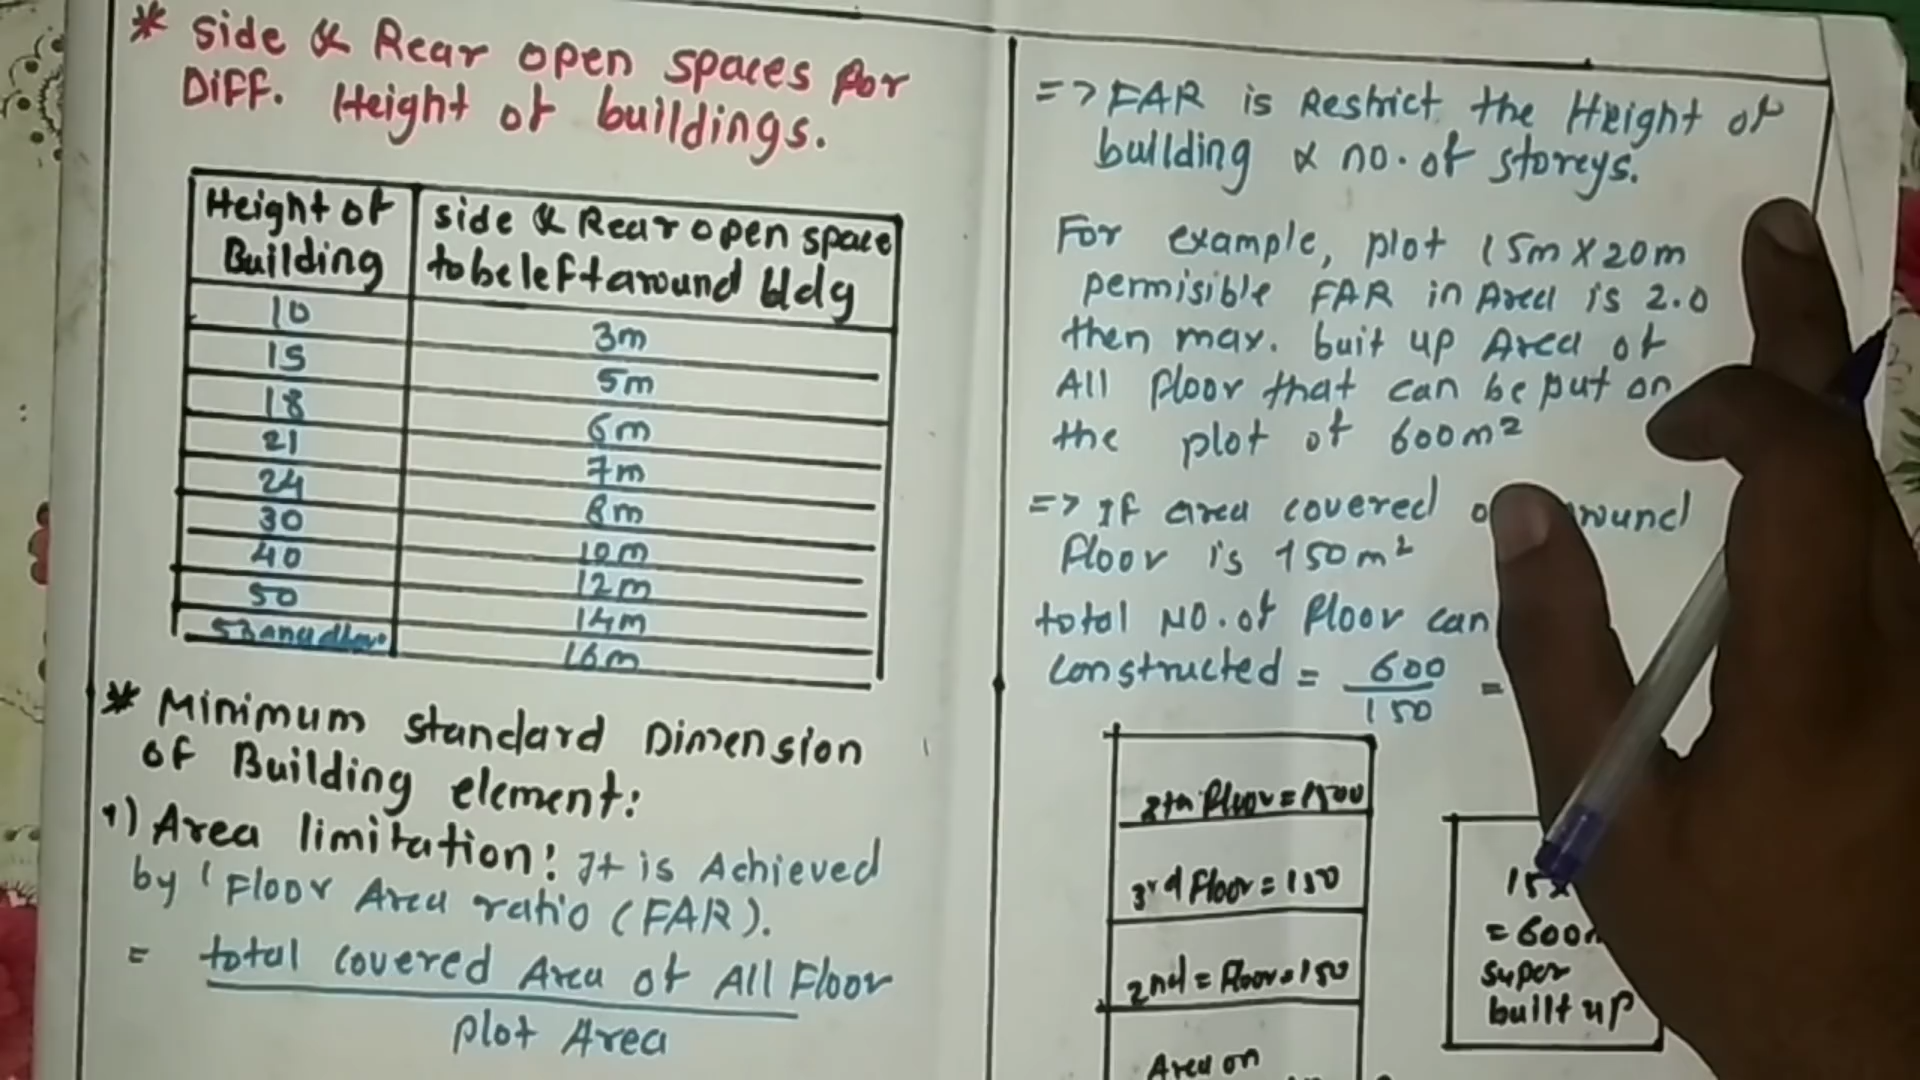 * Side & Rear open spaces for
Diff. Height of buildings.
Height of Building | side & Rear open space to be left around bldg
10 | 3m
15 | 5m
18 | 6m
21 | 7m
24 | 8m
30 | 10m
40 | 12m
50 | 14m
16m
* Minimum standard Dimension
of Building element:
1) Area limitation: It is Achieved
by 'Floor Area ratio (FAR).
= total covered Area of All Floor
plot Area
=> FAR is Restrict the Height of
building & no. of storeys.
For example, plot 15m X 20m
permisible FAR in Area is 2.0
then max. buit up Area of
All floor that can be put on
the plot of 600m²
=> If area covered
floor is 150m²
total No. of floor can
constructed = 600 =
150
3rd Floor = 150
2nd = Floor = 150
Area on
= 600
super
built up